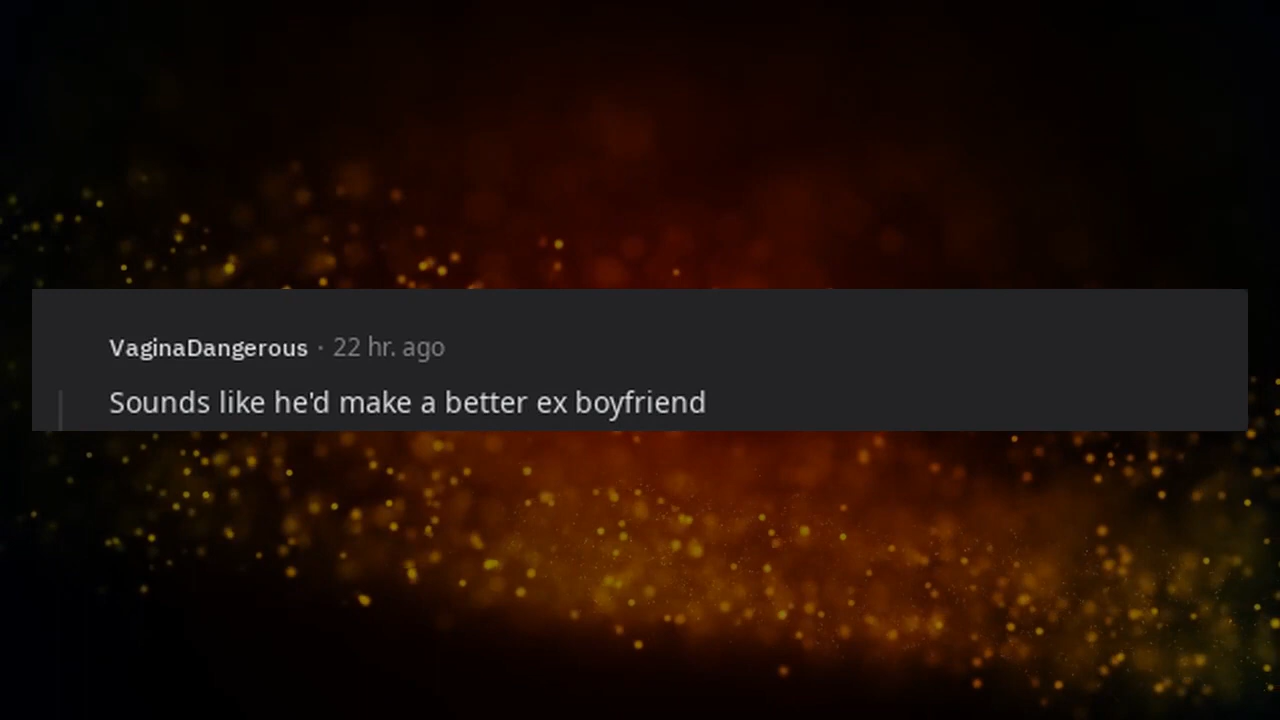 VaginaDangerous · 22 hr. ago
Sounds like he'd make a better ex boyfriend